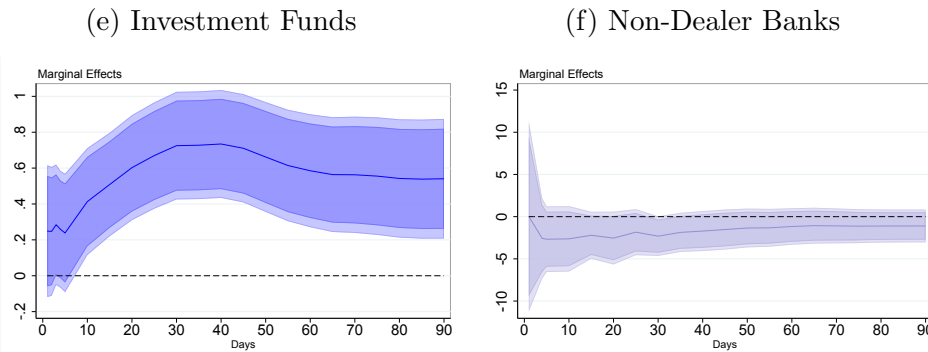 (e) Investment Funds
(f) Non-Dealer Banks
Marginal Effects
1
.8
.6
.4
.2
0
-.2
0 10 20 30 40 50 60 70 80 90
Days
Marginal Effects
15
10
5
0
-5
-10
0 10 20 30 40 50 60 70 80 90
Days